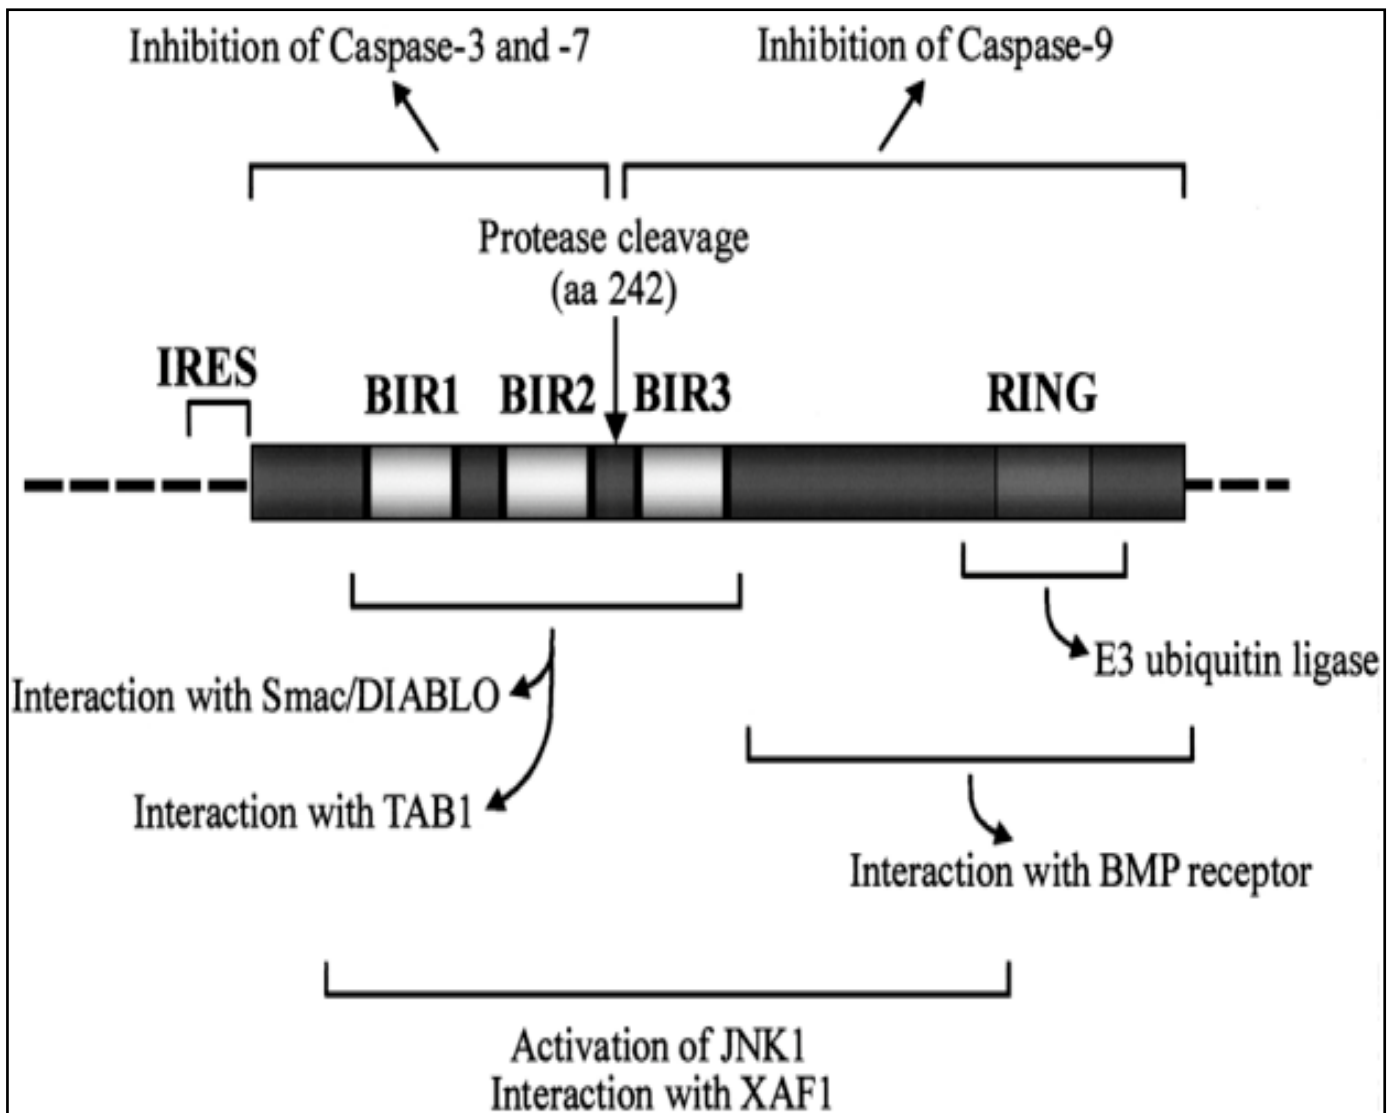 Inhibition of Caspase-3 and -7
Inhibition of Caspase-9
Protease cleavage
(aa 242)
IRES
BIR1
BIR2
BIR3
RING
E3 ubiquitin ligase
Interaction with Smac/DIABLO
Interaction with TAB1
Interaction with BMP receptor
Activation of JNK1
Interaction with XAF1